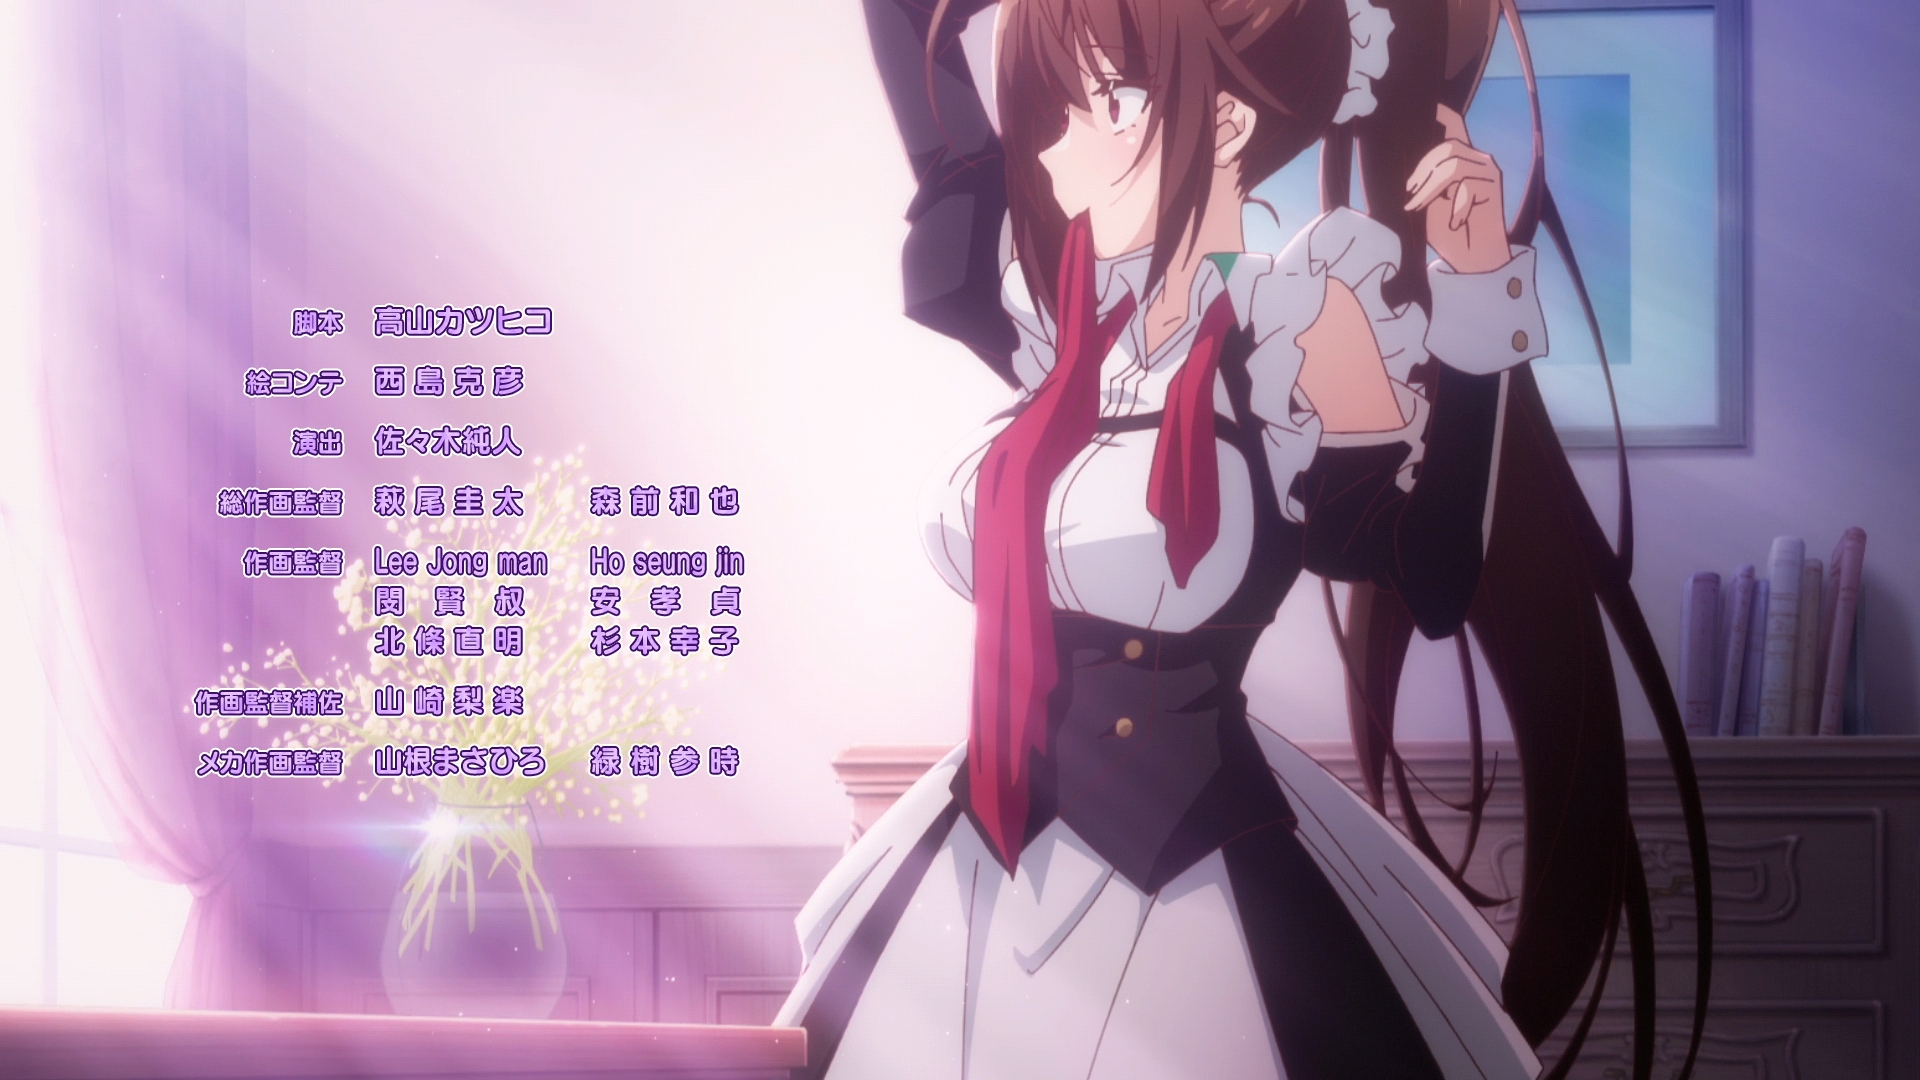 脚本 高山カツヒコ
絵コンテ 西島克彦
演出 佐々木純人
総作画監督 萩尾圭太 森前和也
作画監督 Lee Jong man Ho seung jin
閔賢叔 安孝貞
北條直明 杉本幸子
作画監督補佐 山崎梨楽
メカ作画監督 山根まさひろ 緑樹参時